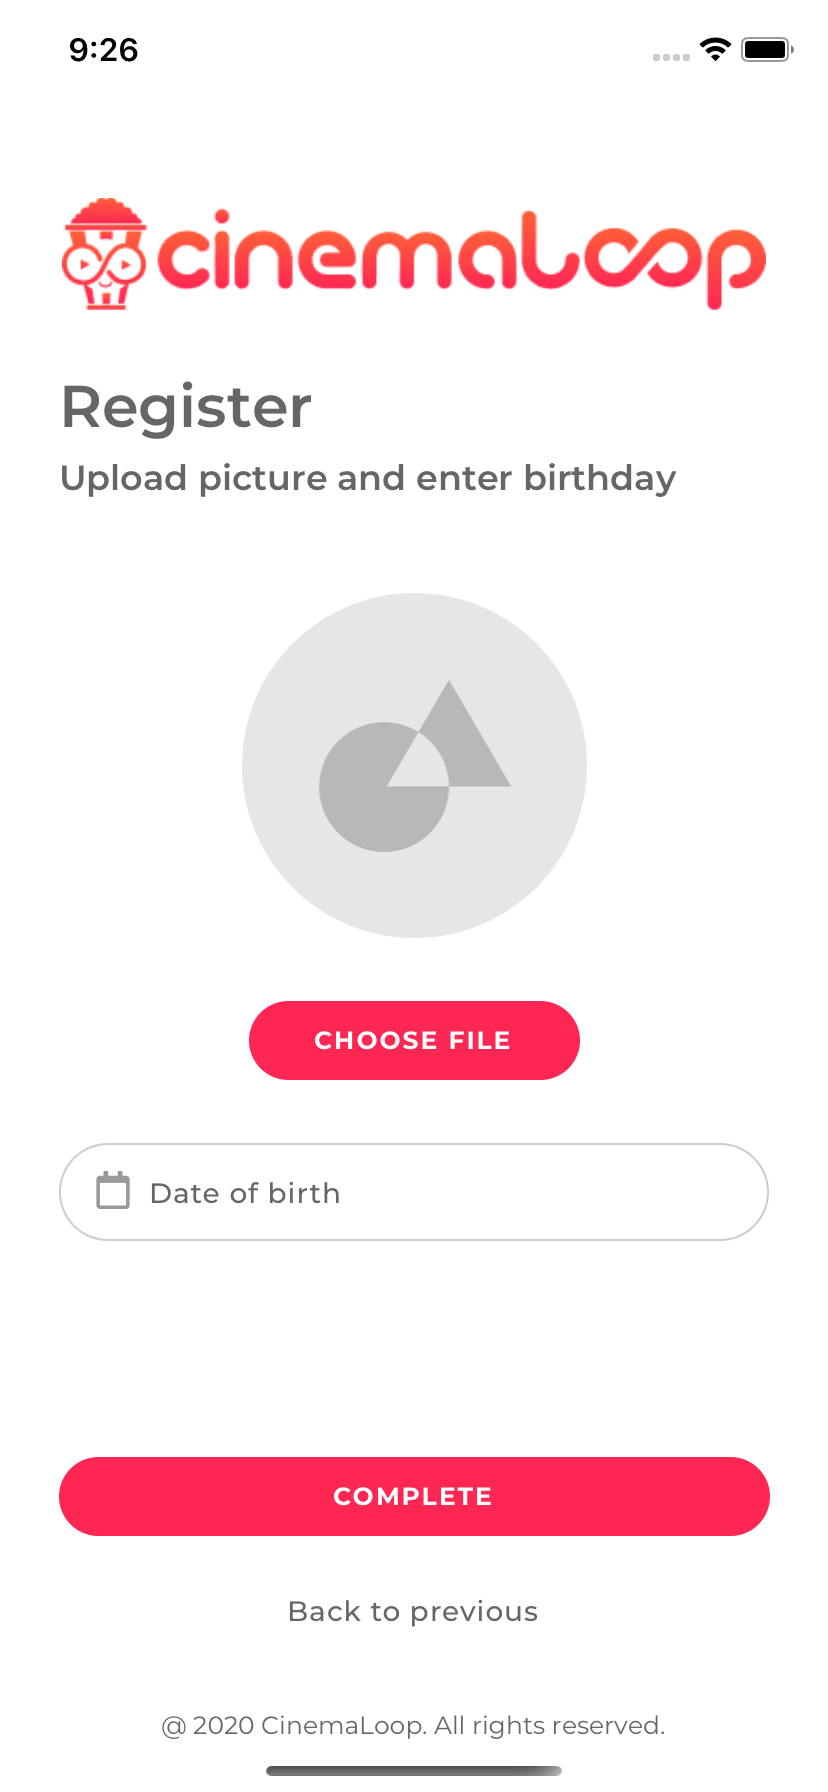 9:26
cinemaLoop
Register
Upload picture and enter birthday
CHOOSE FILE
Date of birth
COMPLETE
Back to previous
@ 2020 CinemaLoop. All rights reserved.